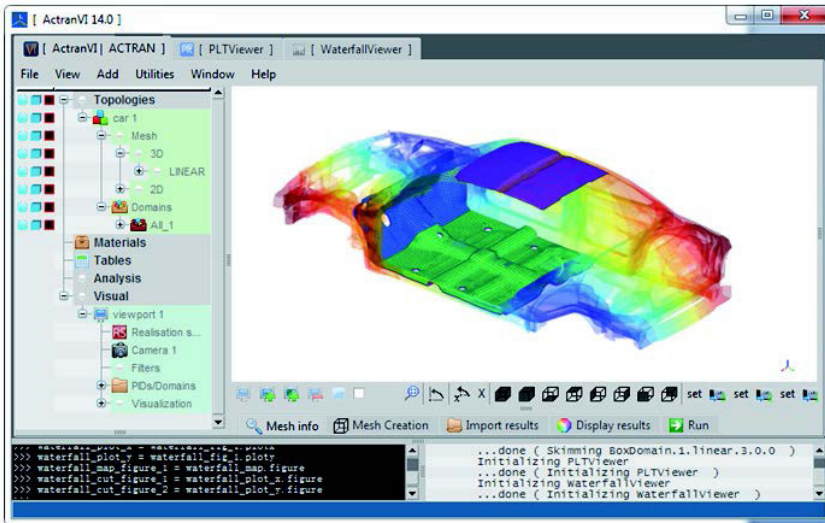 [ ActranVI 14.0 ]
[ ActranVI | ACTRAN ] [ PLTViewer ] [ WaterfallViewer ]
File View Add Utilities Window Help
Topologies
car 1
Mesh
3D
LINEAR
2D
Domains
All_1
Materials
Tables
Analysis
Visual
viewport 1
RS Realisation s...
Camera 1
Filters
PIDs/Domains
Visualization
X set set set
Mesh info Mesh Creation Import results Display results Run
>>> waterfall_plot_y = waterfall_fig_1.ploty
>>> waterfall_map_figure_1 = waterfall_map.figure
>>> waterfall_cut_figure_1 = waterfall_plot_x.figure
>>> waterfall_cut_figure_2 = waterfall_plot_y.figure
...done ( Skimming BoxDomain.1.linear.3.0.0 )
Initializing PLTViewer
...done ( Initializing PLTViewer )
Initializing WaterfallViewer
...done ( Initializing WaterfallViewer )